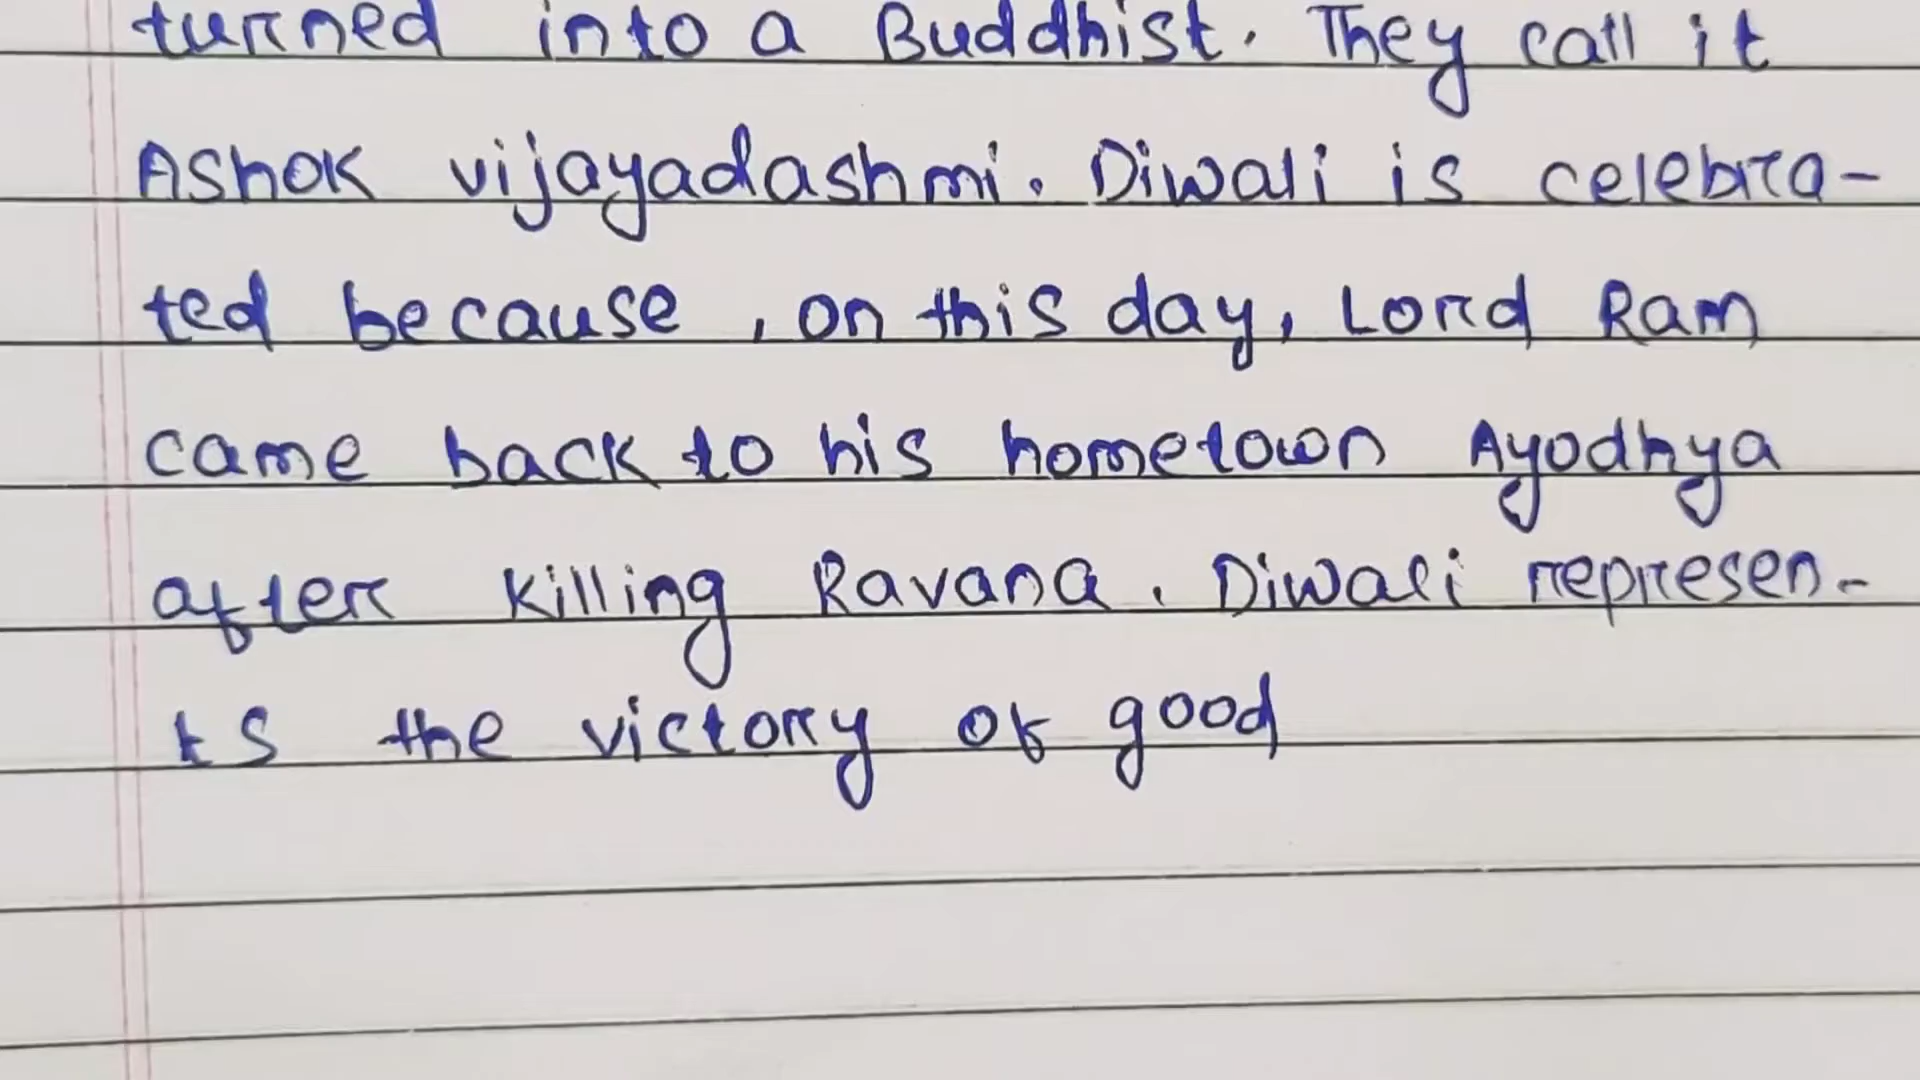 turned into a Buddhist. They call it
Ashok vijayadashmi. Diwali is celebra-
ted because, on this day, Lord Ram
came back to his hometown Ayodhya
after killing Ravana. Diwali represen-
ts the victory of good